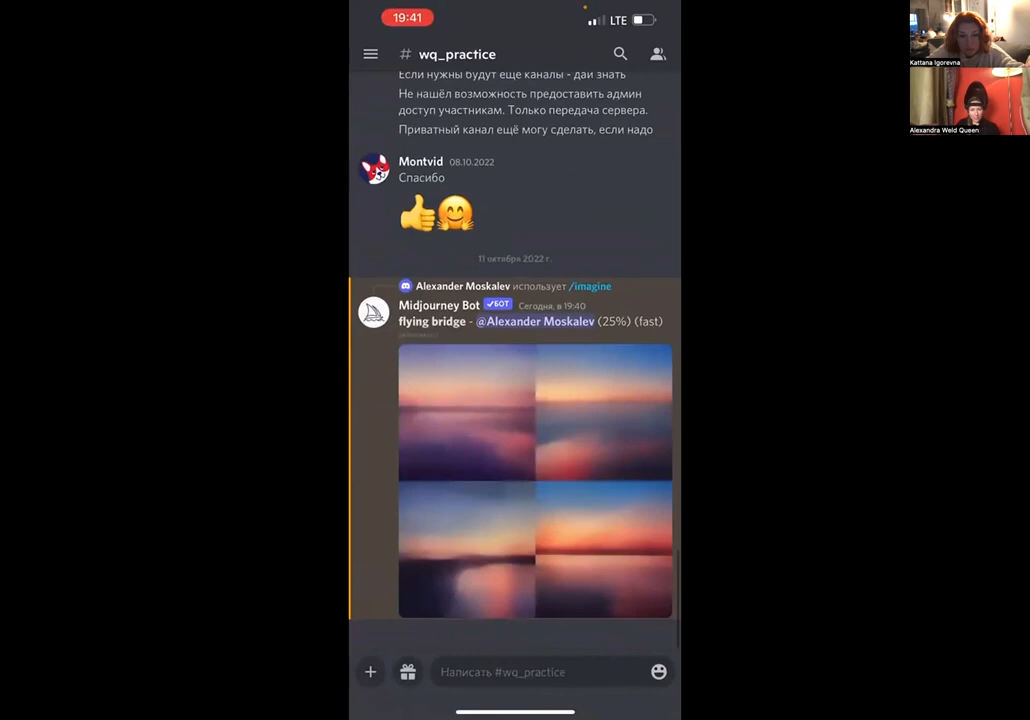 19:41
LTE
# wq_practice
Если нужны будут еще каналы - дай знать
Не нашёл возможность предоставить админ
доступ участникам. Только передача сервера.
Приватный канал ещё могу сделать, если надо
Montvid 08.10.2022
Спасибо
11 октября 2022 г.
Alexander Moskalev использует /imagine
Midjourney Bot ✓БОТ Сегодня, в 19:40
flying bridge - @Alexander Moskalev (25%) (fast)
Написать #wq_practice
Kattana Igorevna
Alexandra Weld Queen